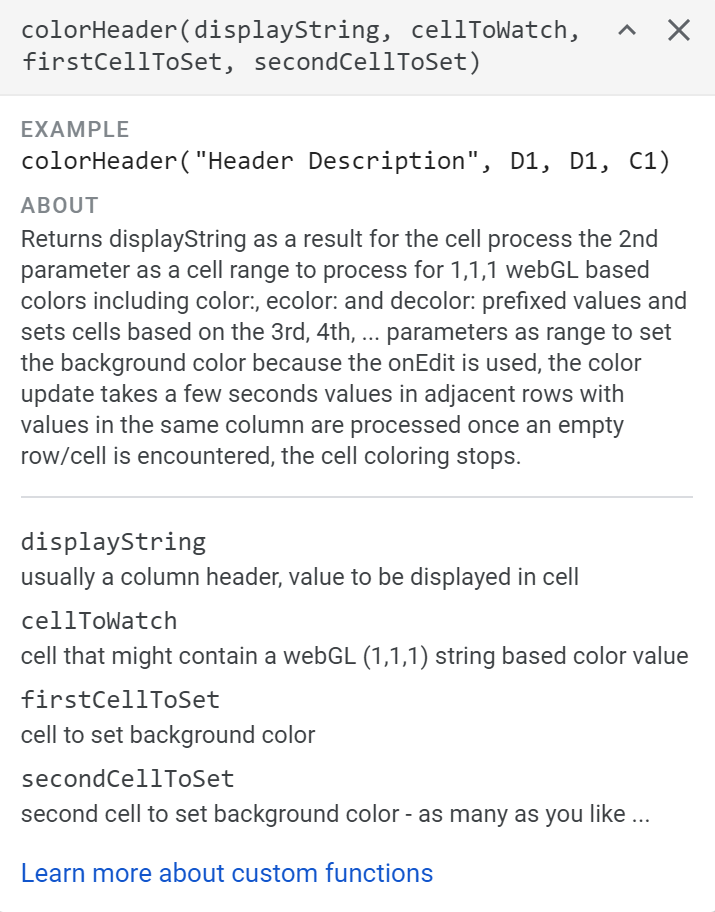 colorHeader(displayString, cellToWatch,
firstCellToSet, secondCellToSet)
EXAMPLE
colorHeader("Header Description", D1, D1, C1)
ABOUT
Returns displayString as a result for the cell process the 2nd
parameter as a cell range to process for 1,1,1 webGL based
colors including color:, ecolor: and decolor: prefixed values and
sets cells based on the 3rd, 4th, ... parameters as range to set
the background color because the onEdit is used, the color
update takes a few seconds values in adjacent rows with
values in the same column are processed once an empty
row/cell is encountered, the cell coloring stops.
displayString
usually a column header, value to be displayed in cell
cellToWatch
cell that might contain a webGL (1,1,1) string based color value
firstCellToSet
cell to set background color
secondCellToSet
second cell to set background color - as many as you like ...
Learn more about custom functions